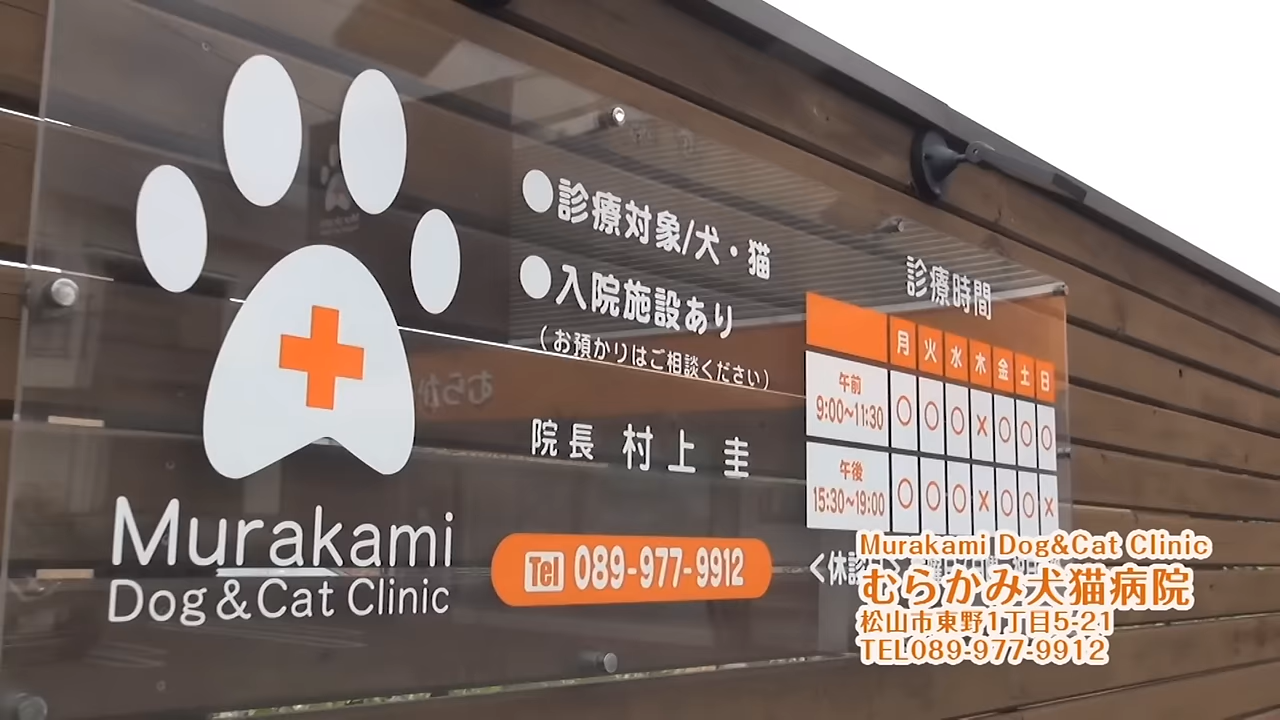 ●診療対象/犬・猫
●入院施設あり
(お預かりはご相談ください)
院長 村上 圭
Tel 089-977-9912
Murakami
Dog&Cat Clinic
診療時間
月 火 水 木 金 土 日
午前 9:00~11:30 ○ ○ ○ × ○ ○ ○
午後 15:30~19:00 ○ ○ ○ × ○ ○ ×
<休診
Murakami Dog&Cat Clinic
むらかみ犬猫病院
松山市東野1丁目5-21
TEL089-977-9912